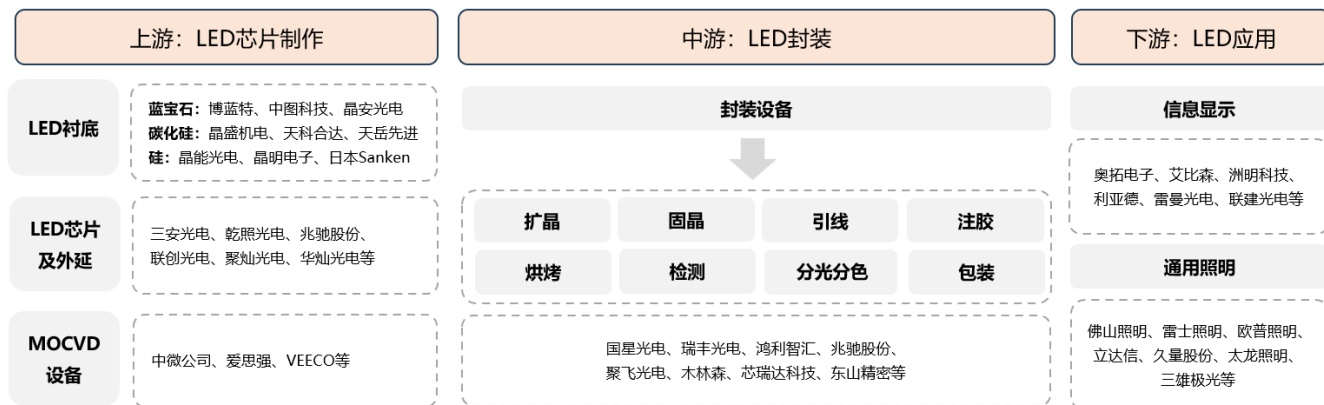 上游：LED芯片制作
LED衬底
蓝宝石：博蓝特、中图科技、晶安光电
碳化硅：晶盛机电、天科合达、天岳先进
硅：晶能光电、晶明电子、日本Sanken
LED芯片
及外延
三安光电、乾照光电、兆驰股份、
联创光电、聚灿光电、华灿光电等
MOCVD
设备
中微公司、爱思强、VEECO等
中游：LED封装
封装设备
扩晶
固晶
引线
注胶
烘烤
检测
分光分色
包装
国星光电、瑞丰光电、鸿利智汇、兆驰股份、
聚飞光电、木林森、芯瑞达科技、东山精密等
下游：LED应用
信息显示
奥拓电子、艾比森、洲明科技、
利亚德、雷曼光电、联建光电等
通用照明
佛山照明、雷士照明、欧普照明、
立达信、久量股份、太龙照明、
三雄极光等